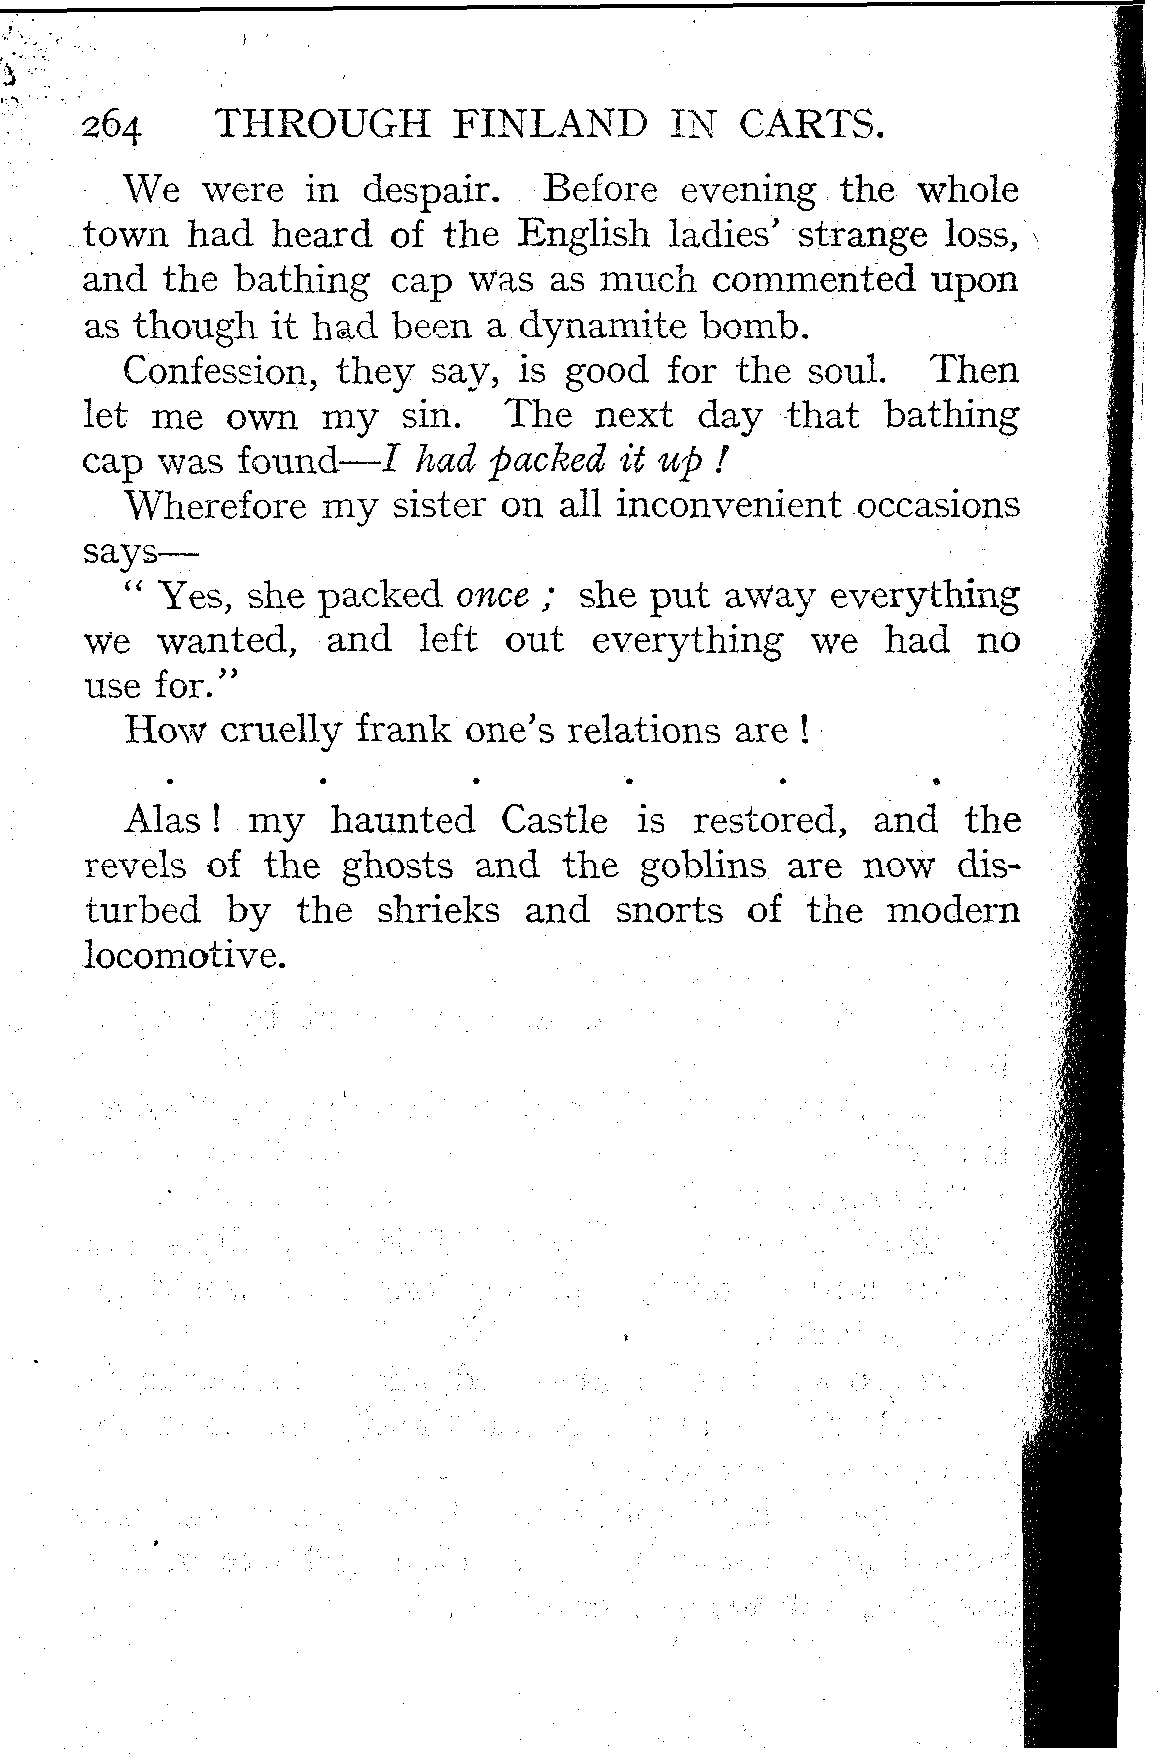 264 THROUGH FINLAND IN CARTS.
We were in despair. Before evening the whole
town had heard of the English ladies' strange loss,
and the bathing cap was as much commented upon
as though it had been a dynamite bomb.
Confession, they say, is good for the soul. Then
let me own my sin. The next day that bathing
cap was found—I had packed it up !
Wherefore my sister on all inconvenient occasions
says—
“ Yes, she packed once ; she put away everything
we wanted, and left out everything we had no
use for.”
How cruelly frank one's relations are !
. . . . . .
Alas ! my haunted Castle is restored, and the
revels of the ghosts and the goblins are now dis-
turbed by the shrieks and snorts of the modern
locomotive.